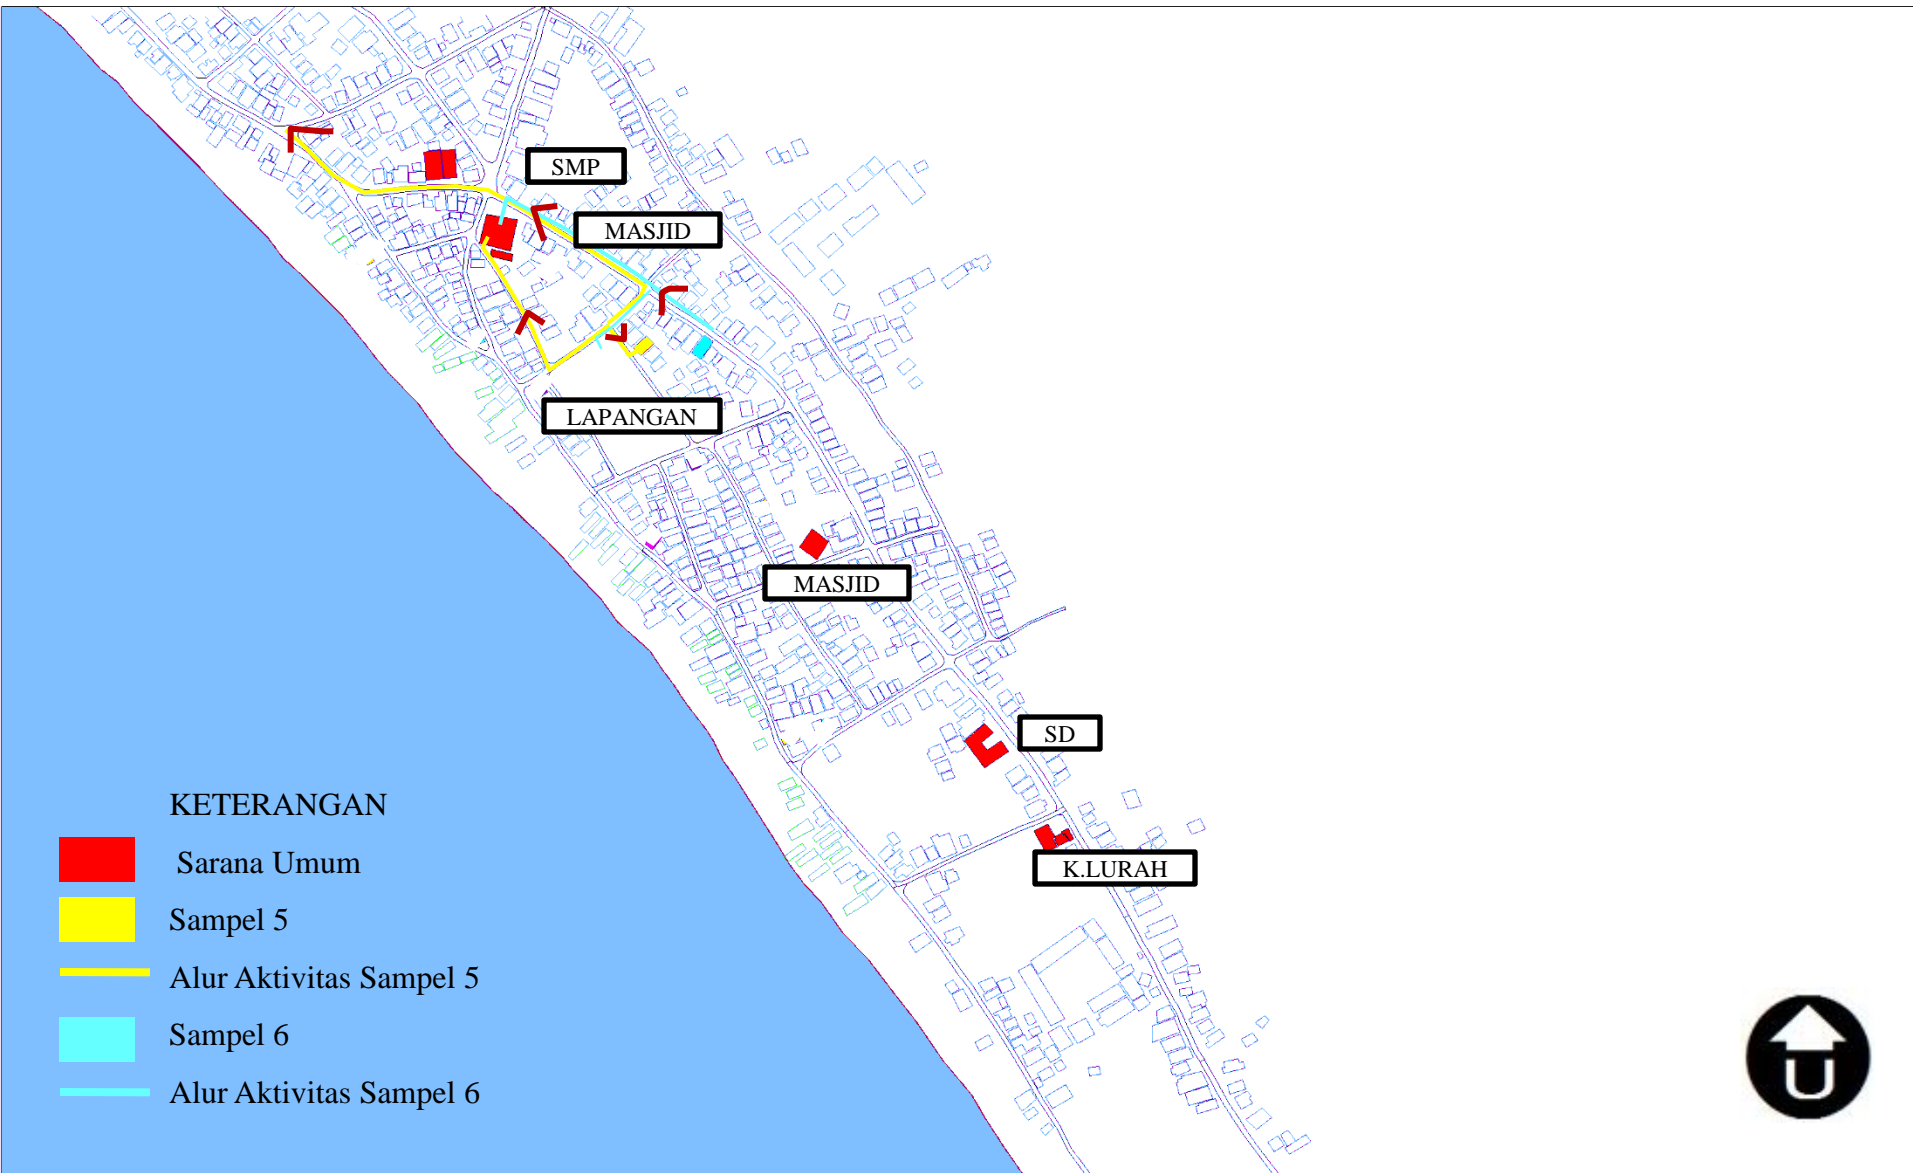 SMP
MASJID
LAPANGAN
MASJID
SD
K.LURAH
KETERANGAN
Sarana Umum
Sampel 5
Alur Aktivitas Sampel 5
Sampel 6
Alur Aktivitas Sampel 6
U